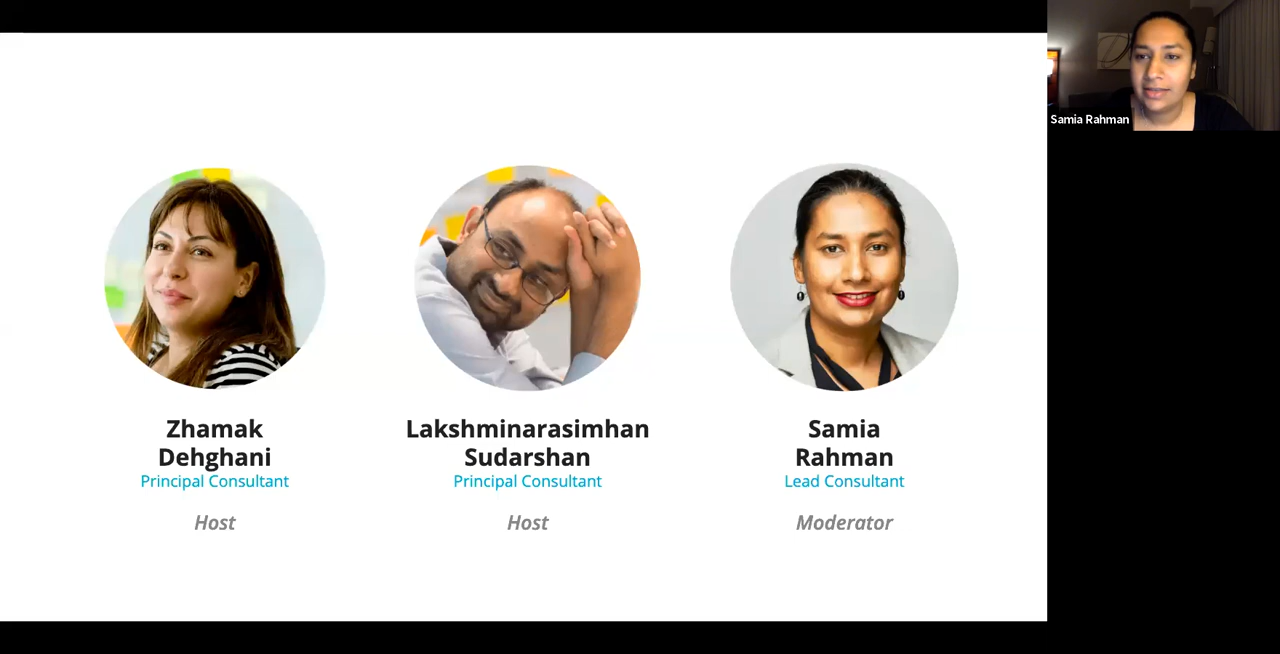 Samia Rahman
Zhamak
Dehghani
Principal Consultant
Host
Lakshminarasimhan
Sudarshan
Principal Consultant
Host
Samia
Rahman
Lead Consultant
Moderator